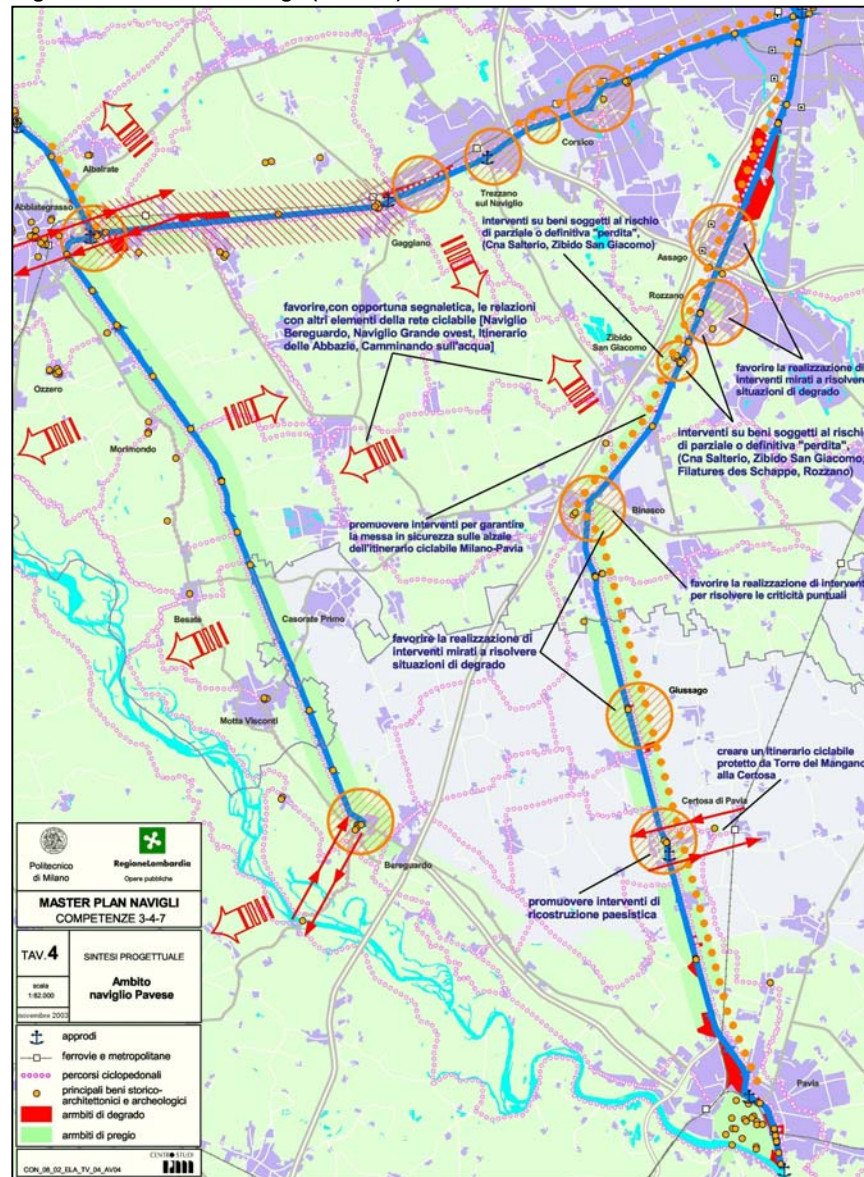 Albairate
Abbiategrasso
Corsico
Trezzano
sul Naviglio
Gaggiano
interventi su beni soggetti al rischio
di parziale o definitiva "perdita",
(Cna Salterio, Zibido San Giacomo)
Assago
Rozzano
favorire,con opportuna segnaletica, le relazioni
con altri elementi della rete ciclabile [Naviglio
Bereguardo, Naviglio Grande ovest, Itinerario
delle Abbazie, Camminando sull'acqua]
Zibido
San Giacomo
favorire la realizzazione di
interventi mirati a risolvere
situazioni di degrado
Ozzero
Morimondo
interventi su beni soggetti al rischio
di parziale o definitiva "perdita",
(Cna Salterio, Zibido San Giacomo;
Filatures des Schappe, Rozzano)
promuovere interventi per garantire
la messa in sicurezza sulle alzaie
dell'itinerario ciclabile Milano-Pavia
Binasco
favorire la realizzazione di interventi
per risolvere le criticità puntuali
Besate
Casorate Primo
favorire la realizzazione di
interventi mirati a risolvere
situazioni di degrado
Motta Visconti
Giussago
creare un itinerario ciclabile
protetto da Torre del Mangano
alla Certosa
Certosa di Pavia
Bereguardo
promuovere interventi di
ricostruzione paesistica
Pavia
Politecnico
di Milano
RegioneLombardia
Opere pubbliche
MASTER PLAN NAVIGLI
COMPETENZE 3-4-7
TAV.4
SINTESI PROGETTUALE
scala
1:62.000
Ambito
naviglio Pavese
novembre 2003
approdi
ferrovie e metropolitane
percorsi ciclopedonali
principali beni storico-
architettonici e archeologici
armbiti di degrado
armbiti di pregio
CENTRO STUDI
PIM
CON_06_02_ELA_TV_04_AV04